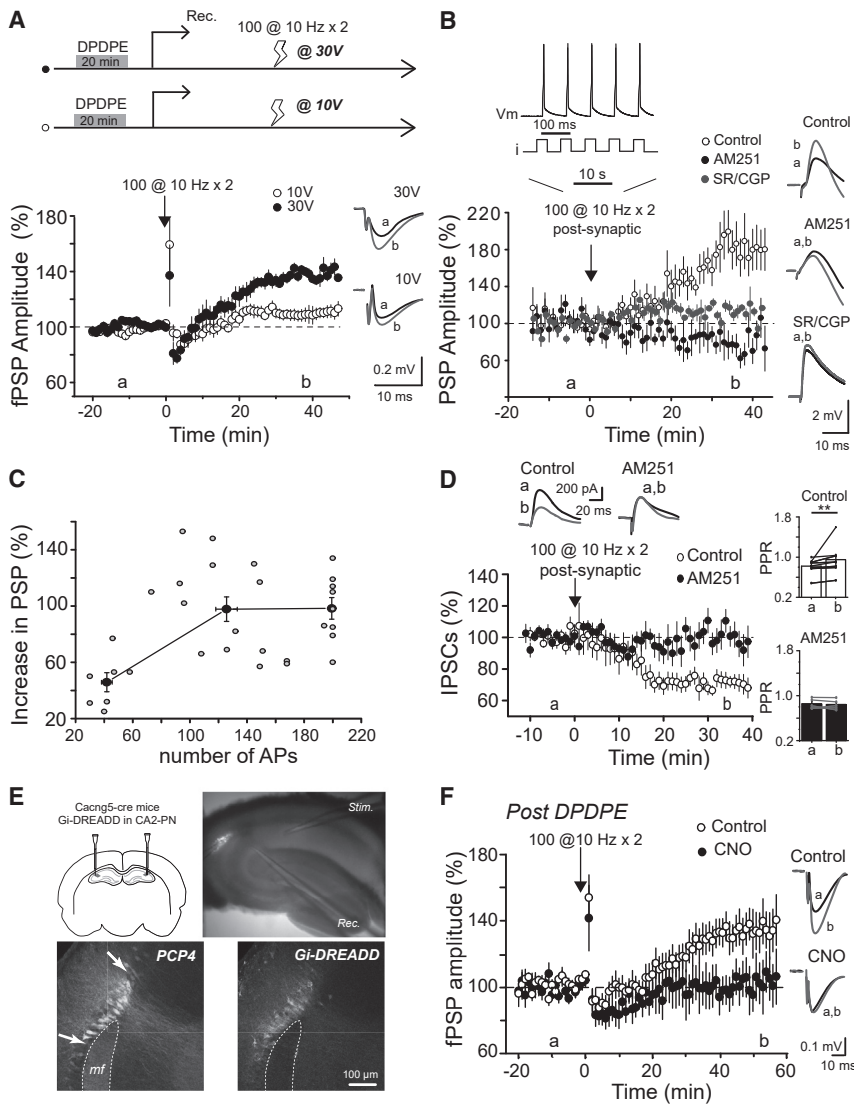 A
Rec.
100 @ 10 Hz x 2
DPDPE
20 min
@ 30V
DPDPE
20 min
@ 10V
100 @ 10 Hz x 2
10V
30V
fPSP Amplitude (%)
180
140
100
60
a
b
-20
0
20
40
Time (min)
30V
a
b
10V
a
b
0.2 mV
10 ms
B
Vm
100 ms
i
10 s
Control
AM251
SR/CGP
100 @ 10 Hz x 2
post-synaptic
PSP Amplitude (%)
220
180
140
100
60
a
b
-20
0
20
40
Time (min)
Control
b
a
AM251
a,b
SR/CGP
a,b
2 mV
10 ms
C
Increase in PSP (%)
140
100
60
20
20
60
100
140
180
220
number of APs
D
Control
a
b
200 pA
20 ms
AM251
a,b
100 @ 10 Hz x 2
post-synaptic
Control
AM251
IPSCs (%)
140
120
100
80
60
a
b
-10
0
10
20
30
40
Time (min)
Control
**
PPR
1.8
1.0
0.2
a
b
AM251
PPR
1.8
1.0
0.2
a
b
E
Cacng5-cre mice
Gi-DREADD in CA2-PN
Stim.
Rec.
PCP4
mf
Gi-DREADD
100 µm
F
Post DPDPE
100 @10 Hz x 2
Control
CNO
fPSP amplitude (%)
180
140
100
60
a
b
-20
0
20
40
60
Time (min)
Control
a
b
CNO
a,b
0.1 mV
10 ms